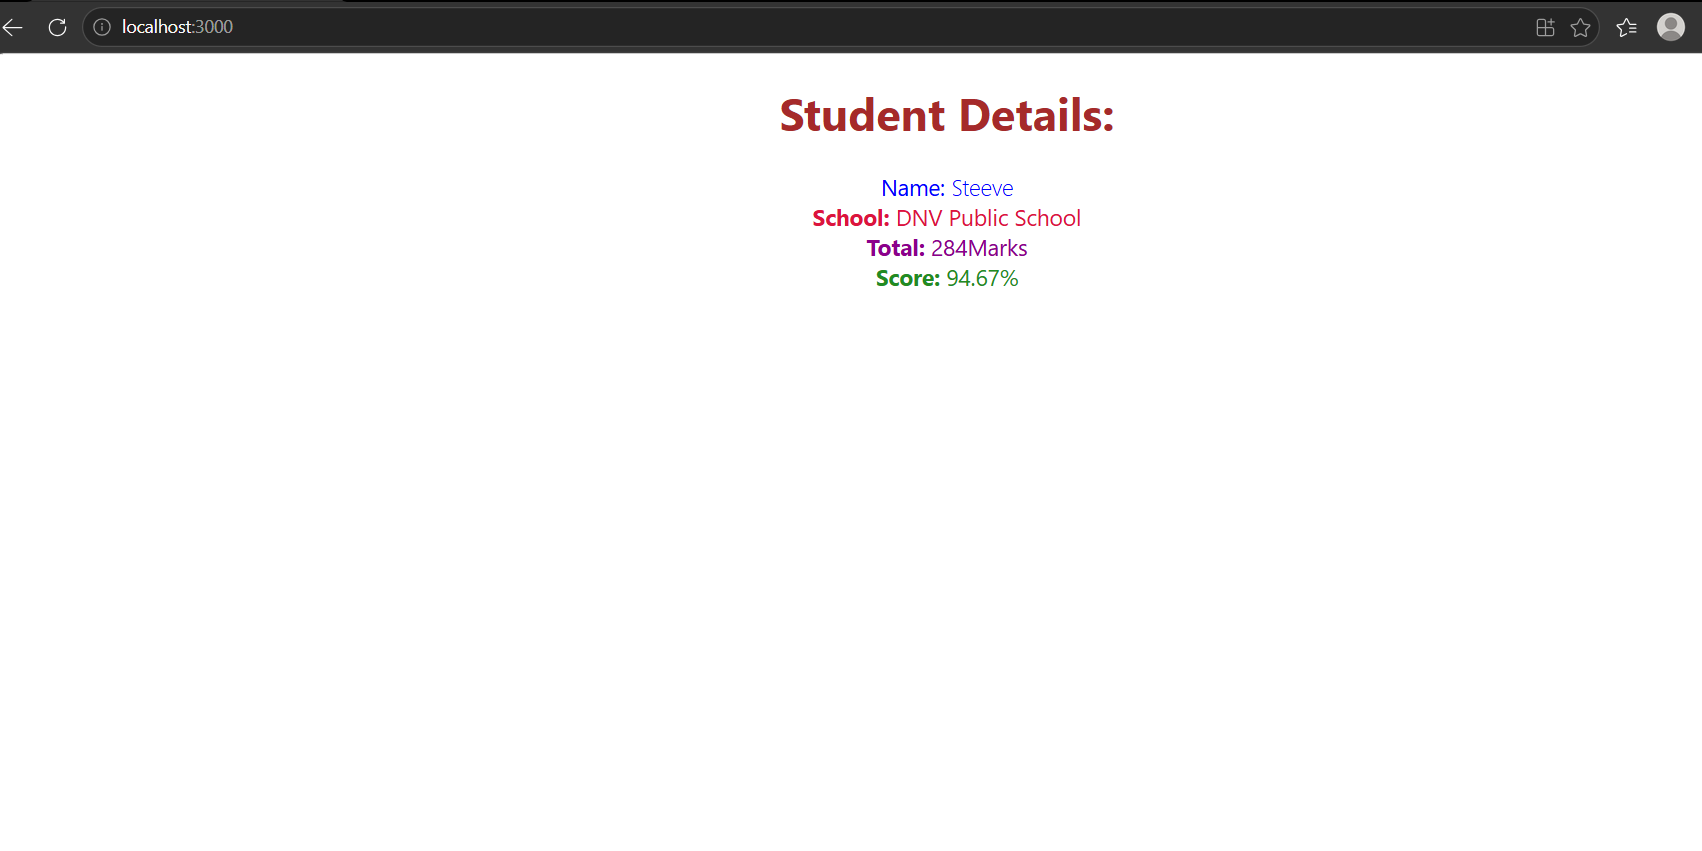 localhost:3000
Student Details:
Name: Steeve
School: DNV Public School
Total: 284Marks
Score: 94.67%